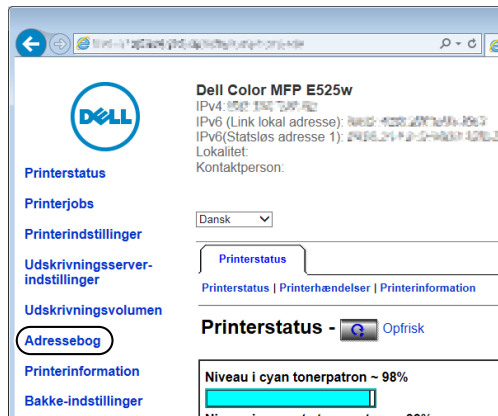 DELL
Dell Color MFP E525w
IPv4:
IPv6 (Link lokal adresse):
IPv6(Statsløs adresse 1):
Lokalitet:
Kontaktperson:
Printerstatus
Printerjobs
Printerindstillinger
Udskrivningsserver-
indstillinger
Udskrivningsvolumen
Adressebog
Printerinformation
Bakke-indstillinger
Dansk
Printerstatus
Printerstatus | Printerhændelser | Printerinformation
Printerstatus - Opfrisk
Niveau i cyan tonerpatron ~ 98%